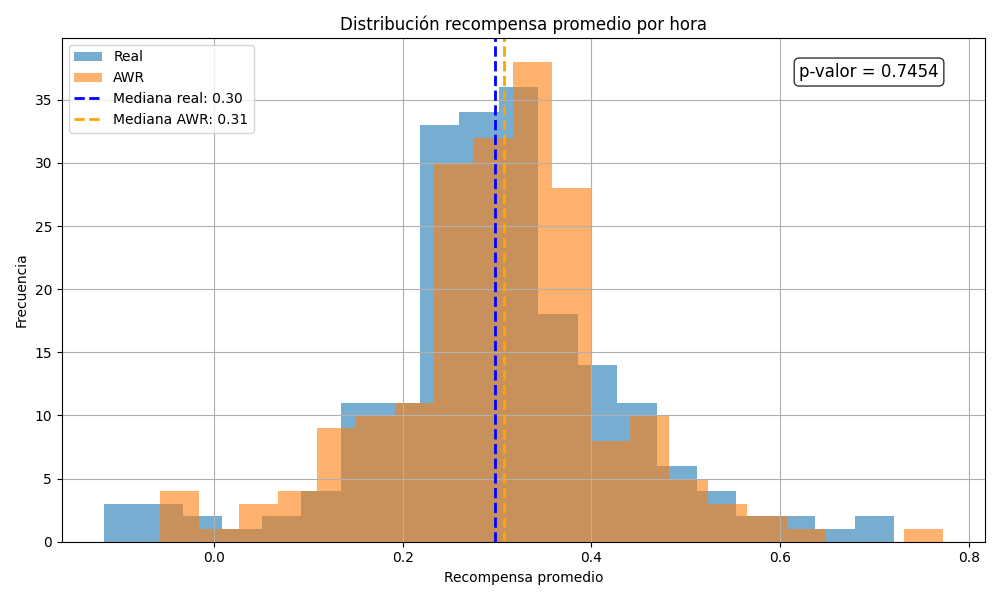 Distribución recompensa promedio por hora
Real
AWR
Mediana real: 0.30
Mediana AWR: 0.31
p-valor = 0.7454
Frecuencia
35
30
25
20
15
10
5
0
0.0
0.2
0.4
0.6
0.8
Recompensa promedio